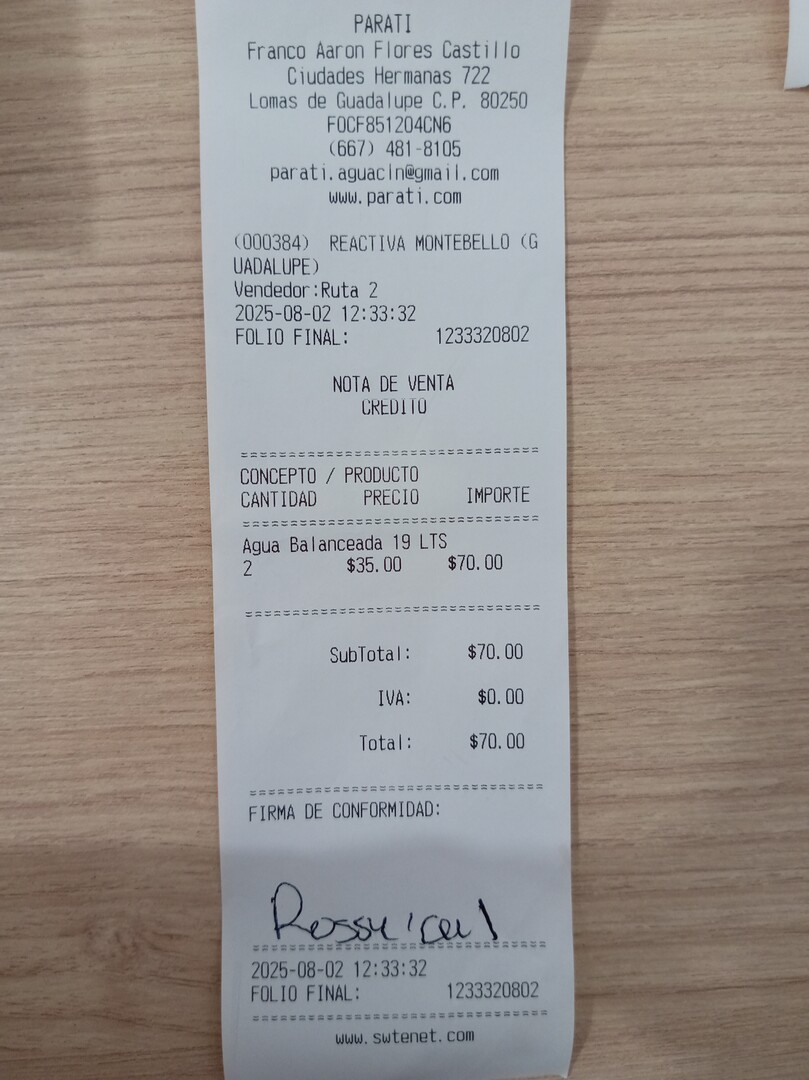 PARATI
Franco Aaron Flores Castillo
Ciudades Hermanas 722
Lomas de Guadalupe C.P. 80250
FOCF851204CN6
(667) 481-8105
parati.aguacln@gmail.com
www.parati.com
(000384) REACTIVA MONTEBELLO (G
UADALUPE)
Vendedor:Ruta 2
2025-08-02 12:33:32
FOLIO FINAL: 1233320802
NOTA DE VENTA
CREDITO
CONCEPTO / PRODUCTO
CANTIDAD PRECIO IMPORTE
Agua Balanceada 19 LTS
2 $35.00 $70.00
SubTotal: $70.00
IVA: $0.00
Total: $70.00
FIRMA DE CONFORMIDAD:
2025-08-02 12:33:32
FOLIO FINAL: 1233320802
www.swtenet.com